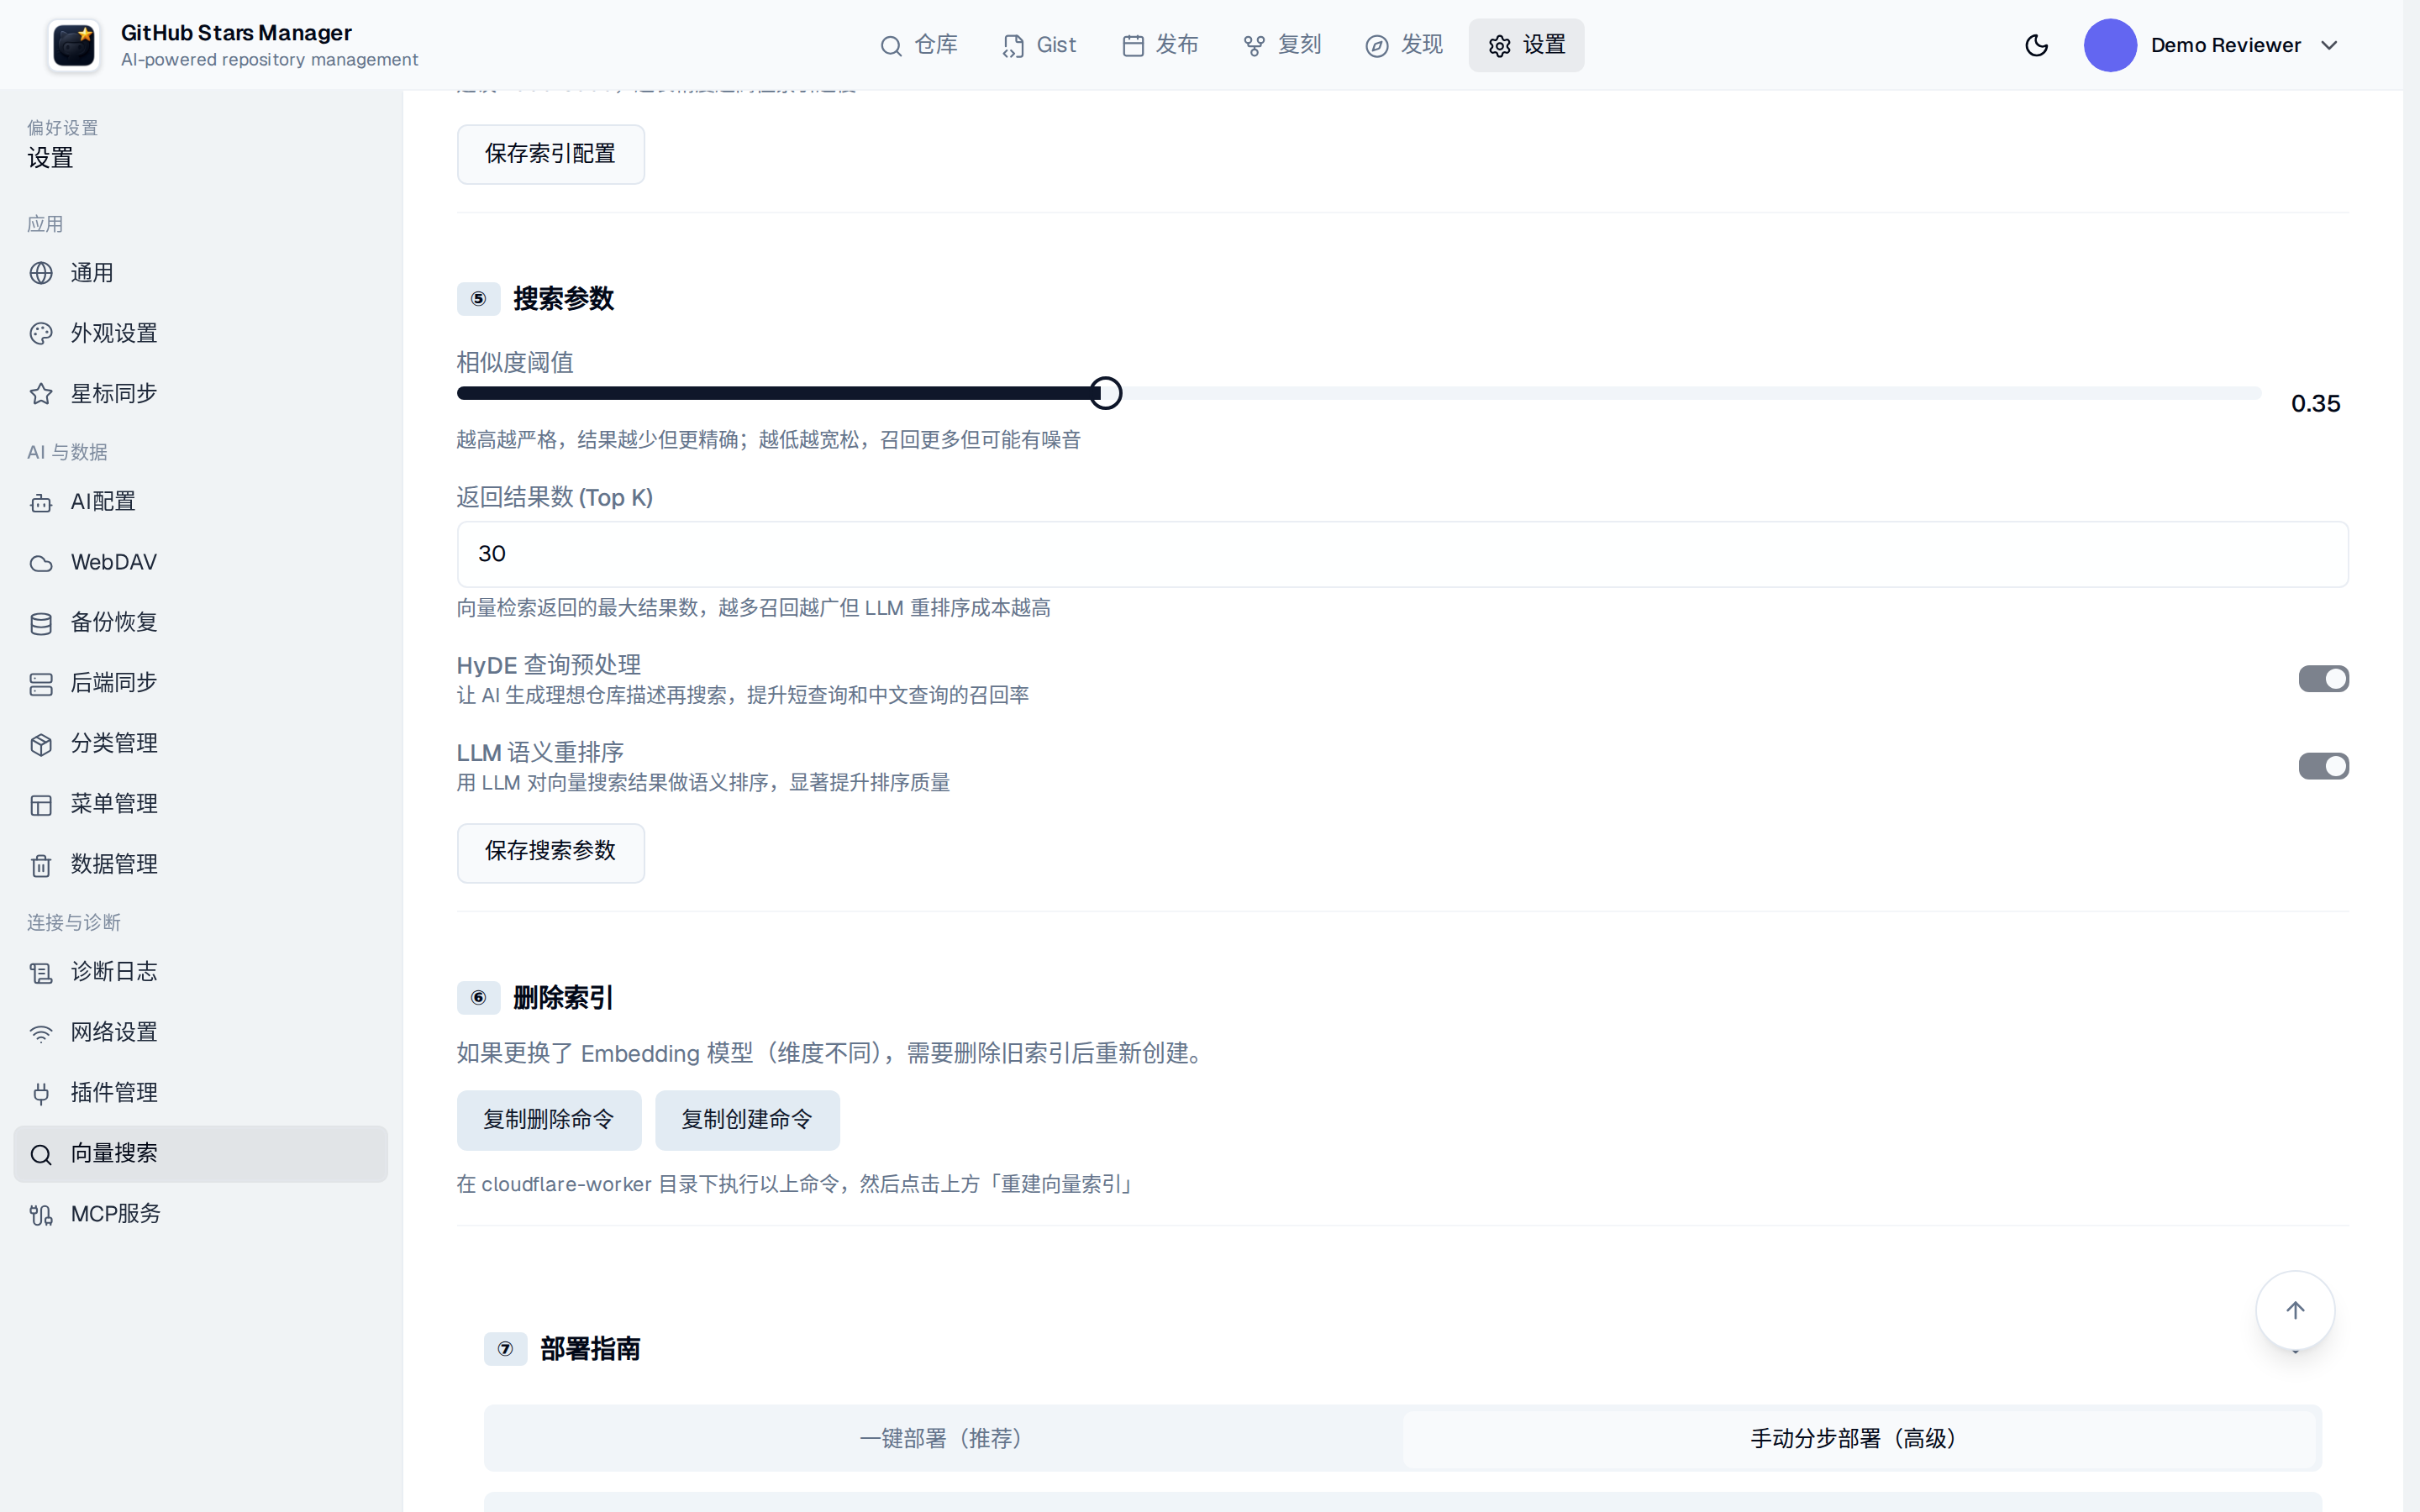 GitHub Stars Manager
AI-powered repository management
仓库
Gist
发布
复刻
发现
设置
Demo Reviewer
偏好设置
设置
应用
通用
外观设置
星标同步
AI 与数据
AI配置
WebDAV
备份恢复
后端同步
分类管理
菜单管理
数据管理
连接与诊断
诊断日志
网络设置
插件管理
向量搜索
MCP服务
保存索引配置
⑤ 搜索参数
相似度阈值
0.35
越高越严格，结果越少但更精确；越低越宽松，召回更多但可能有噪音
返回结果数 (Top K)
30
向量检索返回的最大结果数，越多召回越广但 LLM 重排序成本越高
HyDE 查询预处理
让 AI 生成理想仓库描述再搜索，提升短查询和中文查询的召回率
LLM 语义重排序
用 LLM 对向量搜索结果做语义排序，显著提升排序质量
保存搜索参数
⑥ 删除索引
如果更换了 Embedding 模型（维度不同），需要删除旧索引后重新创建。
复制删除命令
复制创建命令
在 cloudflare-worker 目录下执行以上命令，然后点击上方「重建向量索引」
⑦ 部署指南
一键部署（推荐）
手动分步部署（高级）